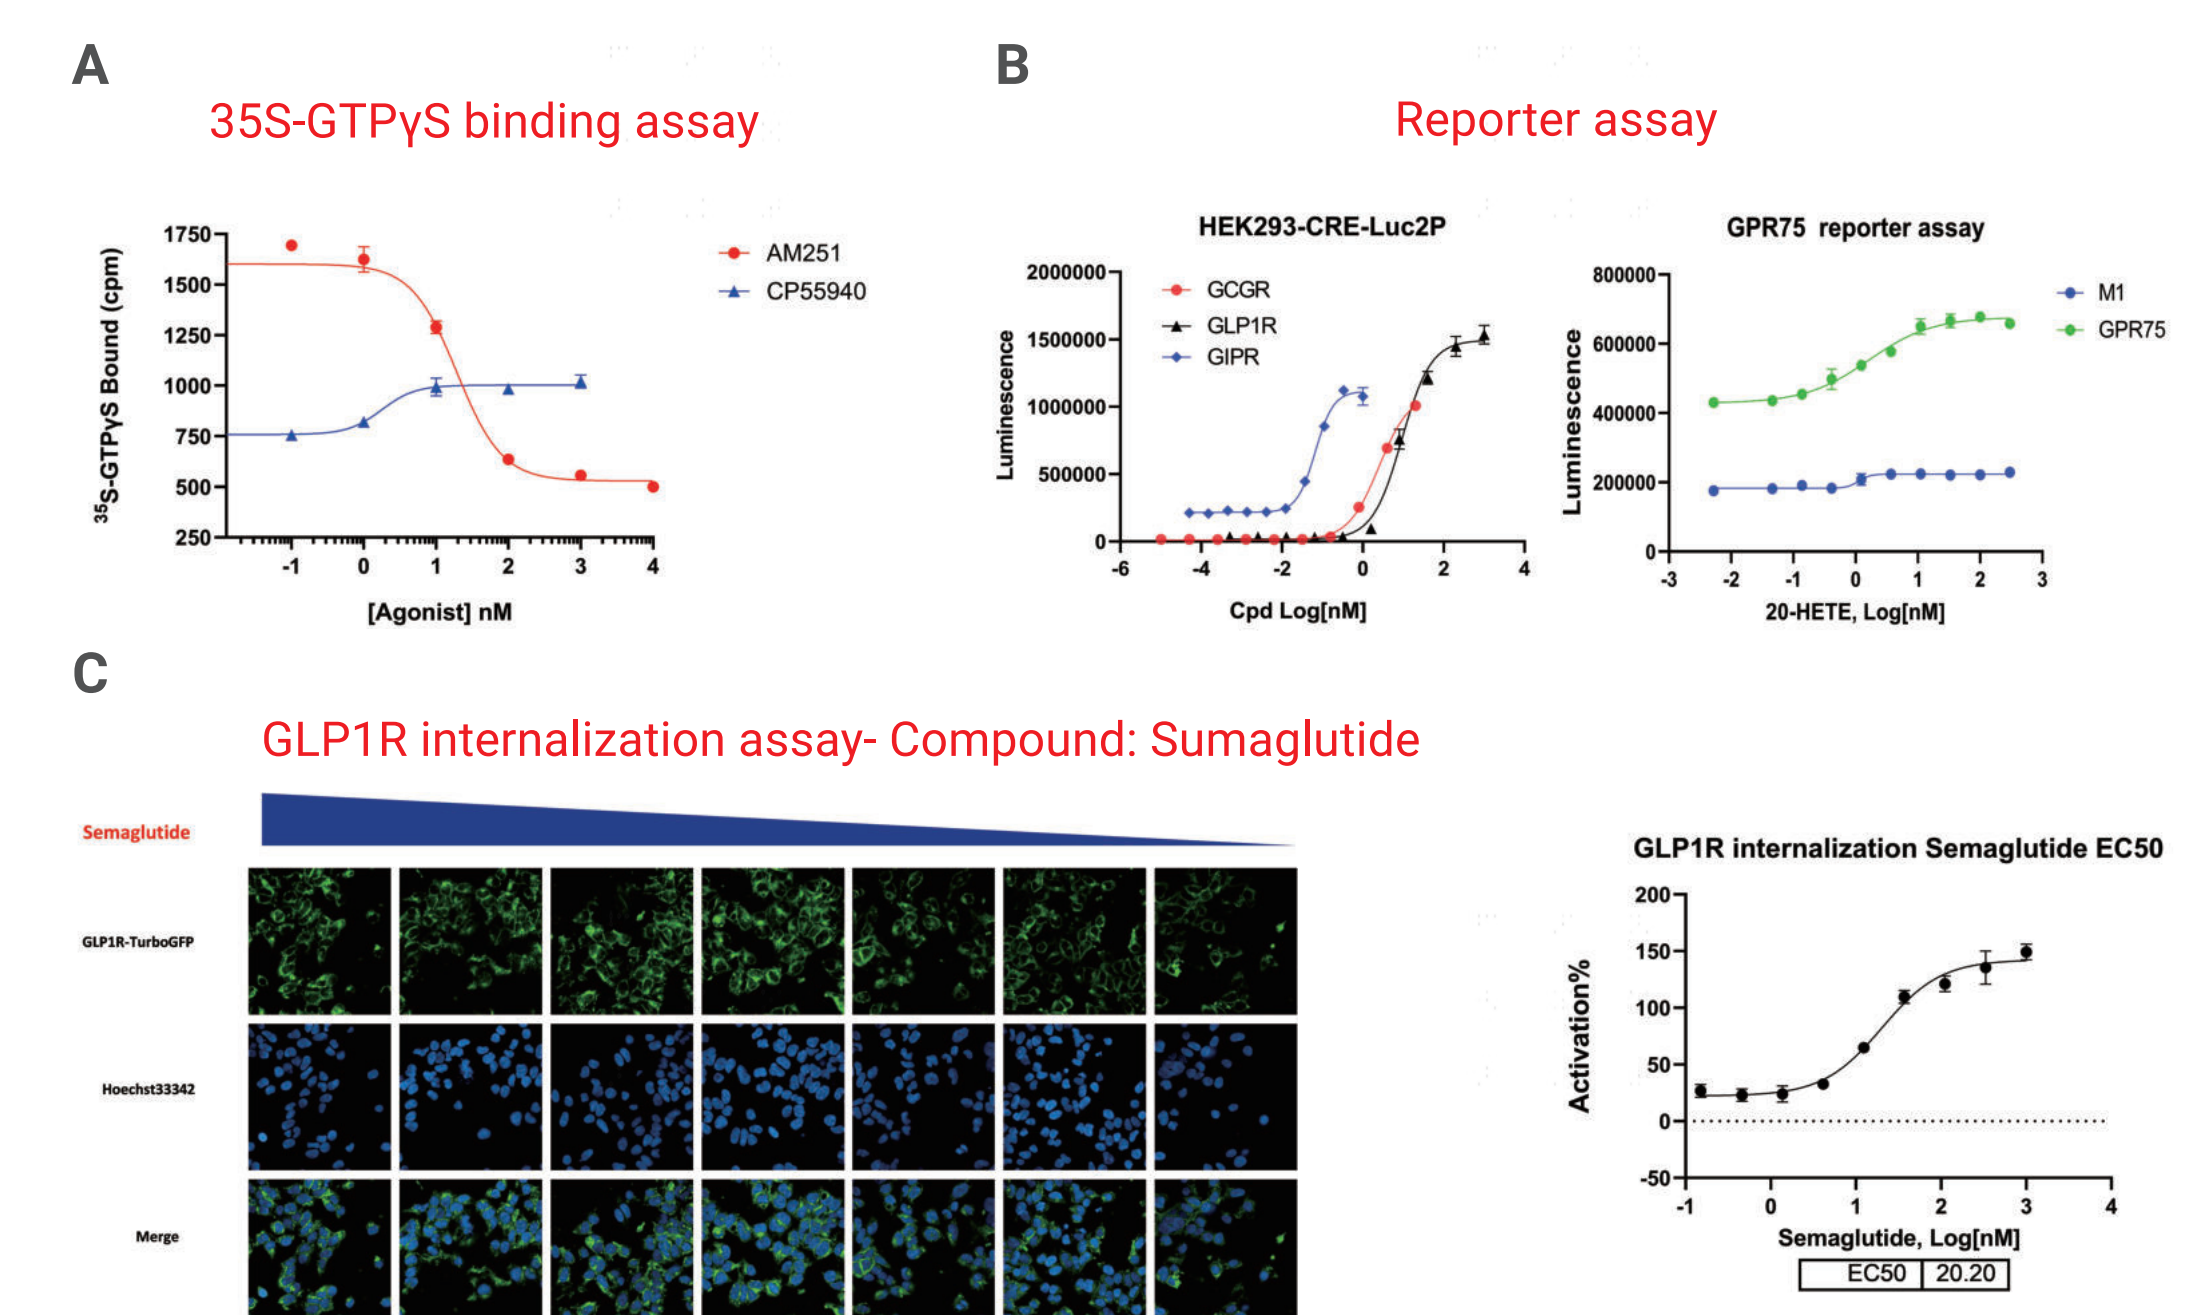 A
35S-GTPγS binding assay
35S-GTPγS Bound (cpm)
1750
1500
1250
1000
750
500
250
-1 0 1 2 3 4
[Agonist] nM
AM251
CP55940
B
Reporter assay
HEK293-CRE-Luc2P
Luminescence
2000000
1500000
1000000
500000
0
-6 -4 -2 0 2 4
Cpd Log[nM]
GCGR
GLP1R
GIPR
GPR75 reporter assay
Luminescence
800000
600000
400000
200000
0
-3 -2 -1 0 1 2 3
20-HETE, Log[nM]
M1
GPR75
C
GLP1R internalization assay- Compound: Sumaglutide
Semaglutide
GLP1R-TurboGFP
Hoechst33342
Merge
GLP1R internalization Semaglutide EC50
Activation%
200
150
100
50
0
-50
-1 0 1 2 3 4
Semaglutide, Log[nM]
EC50 20.20